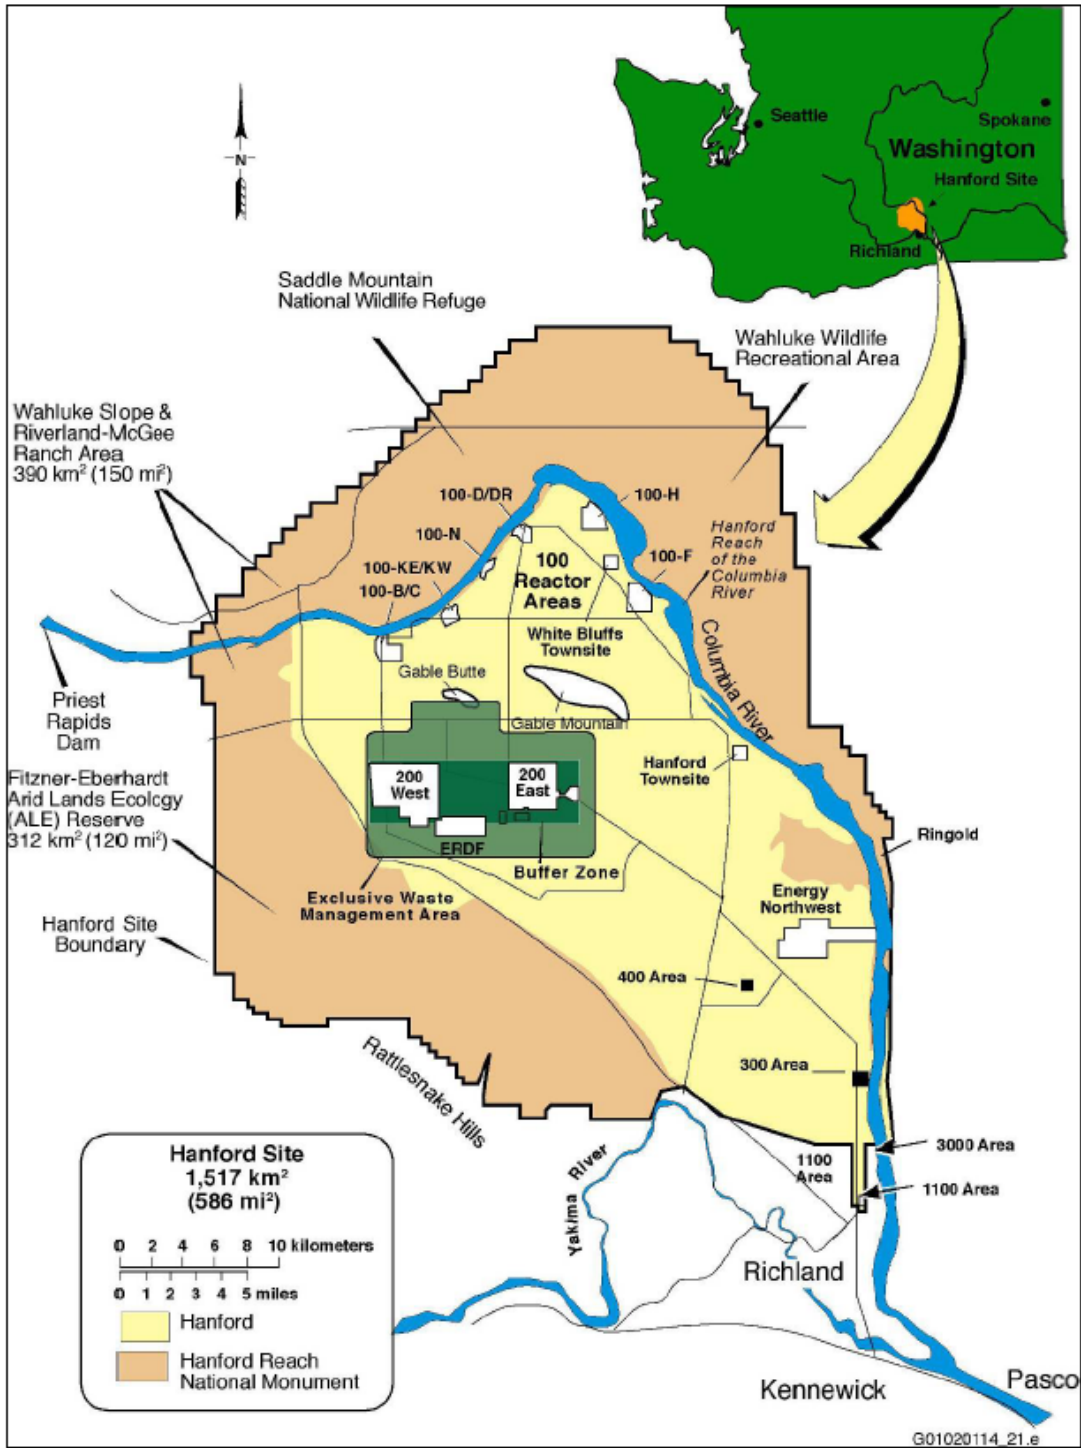 Seattle
Spokane
Washington
Hanford Site
Richland
N
Saddle Mountain
National Wildlife Refuge
Wahluke Wildlife
Recreational Area
Wahluke Slope &
Riverland-McGee
Ranch Area
390 km² (150 mi²)
100-D/DR
100-H
100-N
Hanford
Reach
of the
Columbia
River
100-F
100
Reactor
Areas
100-KE/KW
100-B/C
White Bluffs
Townsite
Columbia River
Gable Butte
Gable Mountain
Priest
Rapids
Dam
Hanford
Townsite
Fitzner-Eberhardt
Arid Lands Ecology
(ALE) Reserve
312 km² (120 mi²)
200
West
200
East
ERDF
Buffer Zone
Ringold
Exclusive Waste
Management Area
Energy
Northwest
Hanford Site
Boundary
400 Area
300 Area
Rattlesnake Hills
3000 Area
1100
Area
1100 Area
Yakima River
Richland
Kennewick
Pasco
Hanford Site
1,517 km²
(586 mi²)
0 2 4 6 8 10 kilometers
0 1 2 3 4 5 miles
Hanford
Hanford Reach
National Monument
G01020114_21.e